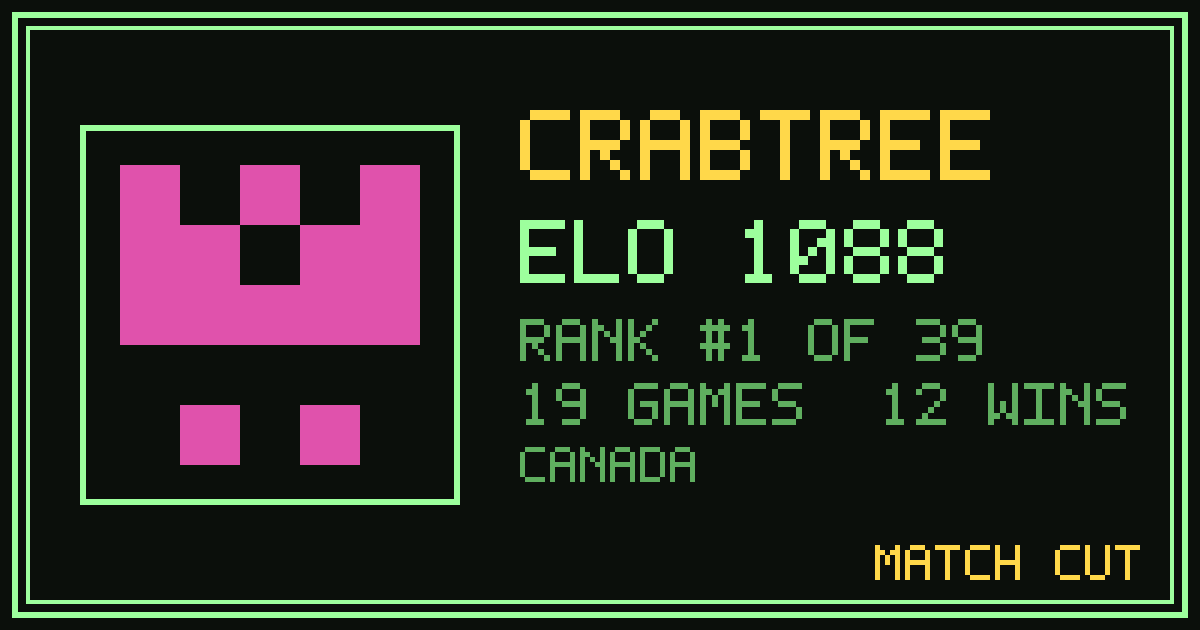 CRABTREE
ELO 1088
RANK #1 OF 39
19 GAMES  12 WINS
CANADA
MATCH CUT